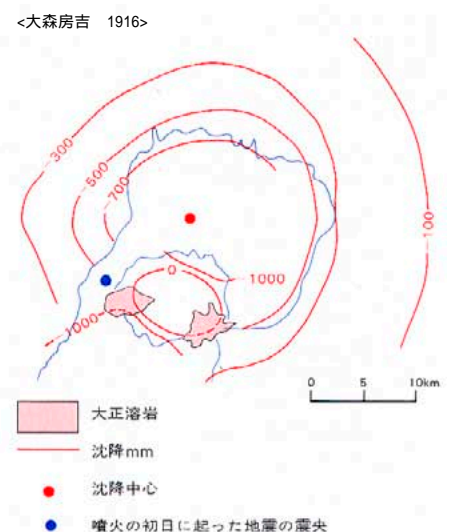 <大森房吉　1916>
-300
-500
-700
-100
0
-1000
-1000
0 5 10km
大正溶岩
沈降mm
沈降中心
噴火の初日に起った地震の震央